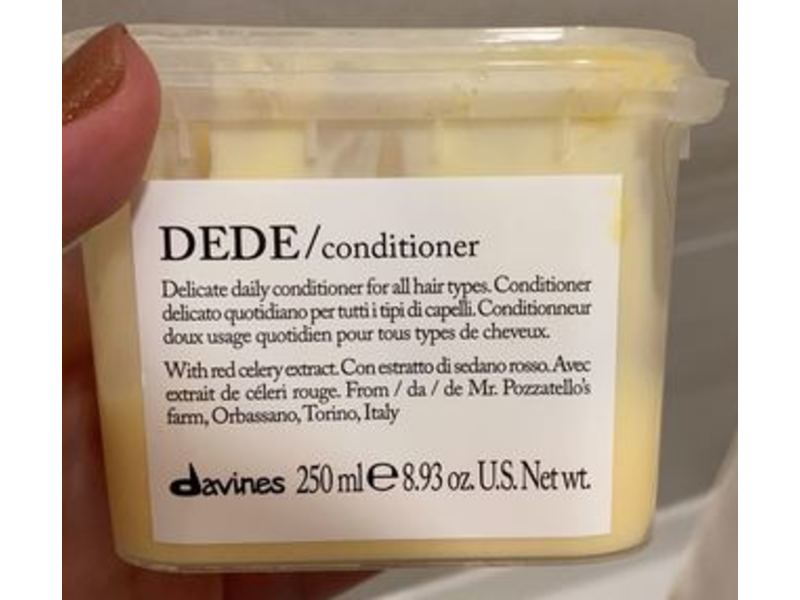 DEDE/conditioner
Delicate daily conditioner for all hair types. Conditioner
delicato quotidiano per tutti i tipi di capelli. Conditionneur
doux usage quotidien pour tous types de cheveux.
With red celery extract. Con estratto di sedano rosso. Avec
extrait de céleri rouge. From / da / de Mr. Pozzatello's
farm, Orbassano, Torino, Italy
davines 250 ml ℮ 8.93 oz. U.S. Net wt.